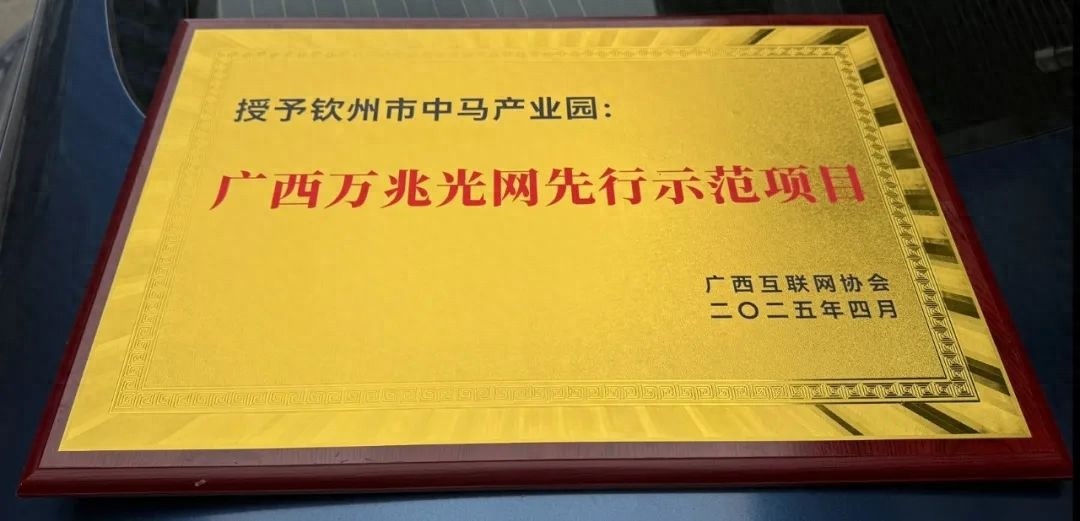 授予钦州市中马产业园：
广西万兆光网先行示范项目
广西互联网协会
二〇二五年四月